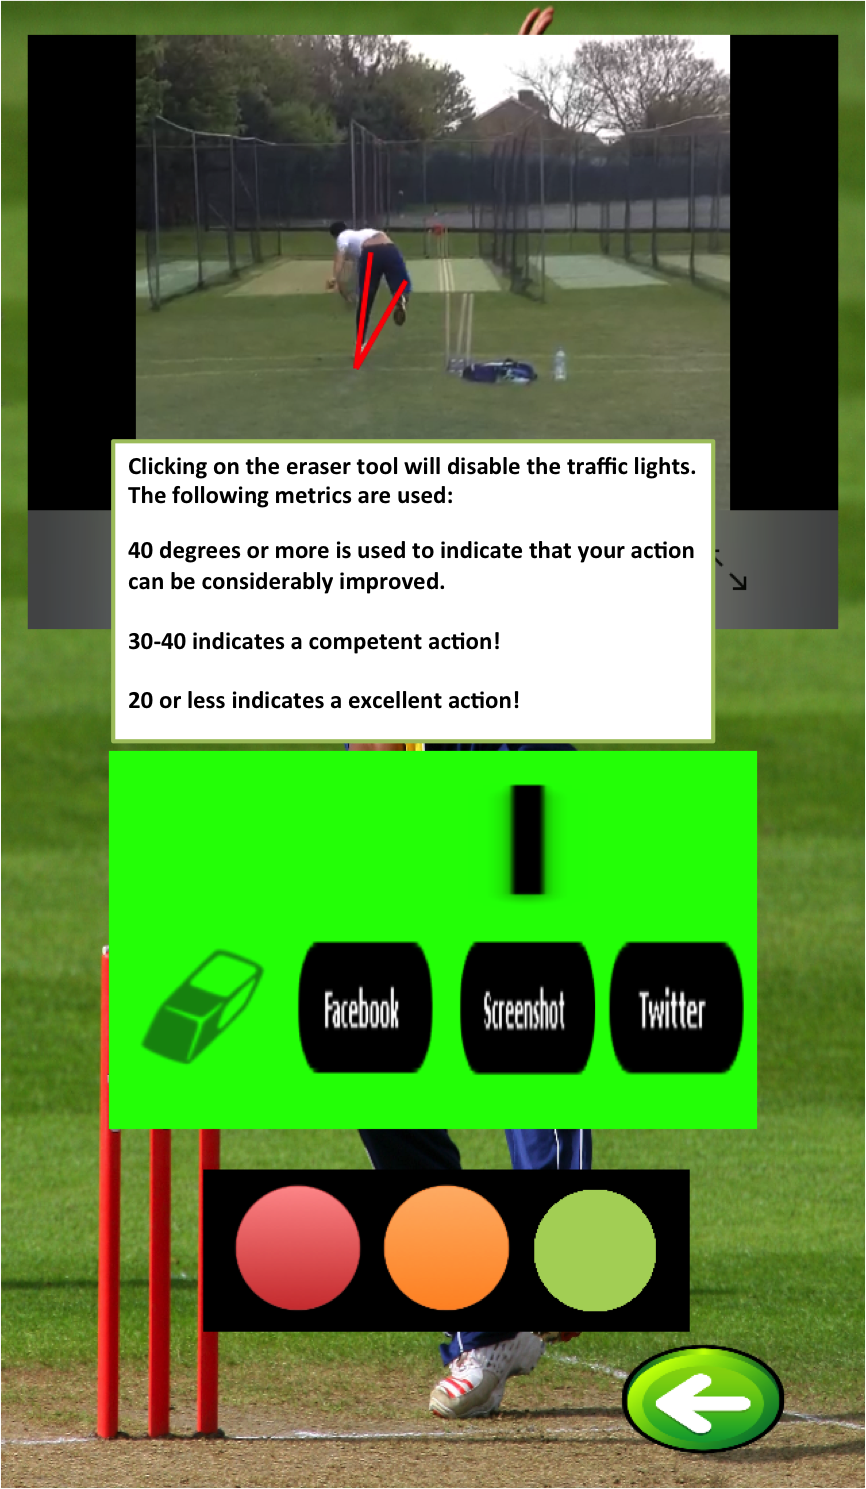 Clicking on the eraser tool will disable the traffic lights.
The following metrics are used:
40 degrees or more is used to indicate that your action
can be considerably improved.
30-40 indicates a competent action!
20 or less indicates a excellent action!
Facebook
Screenshot
Twitter